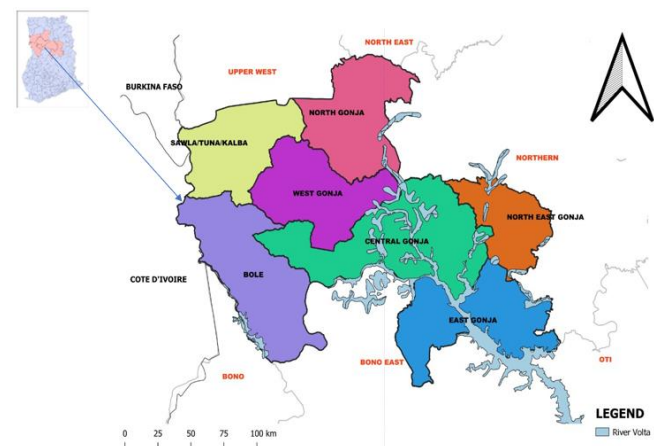 NORTH EAST
UPPER WEST
BURKINA FASO
NORTH GONJA
SAWLA/TUNA/KALBA
NORTHERN
WEST GONJA
NORTH EAST GONJA
CENTRAL GONJA
BOLE
COTE D'IVOIRE
EAST GONJA
BONO EAST
OTI
BONO
LEGEND
River Volta
0 25 50 75 100 km